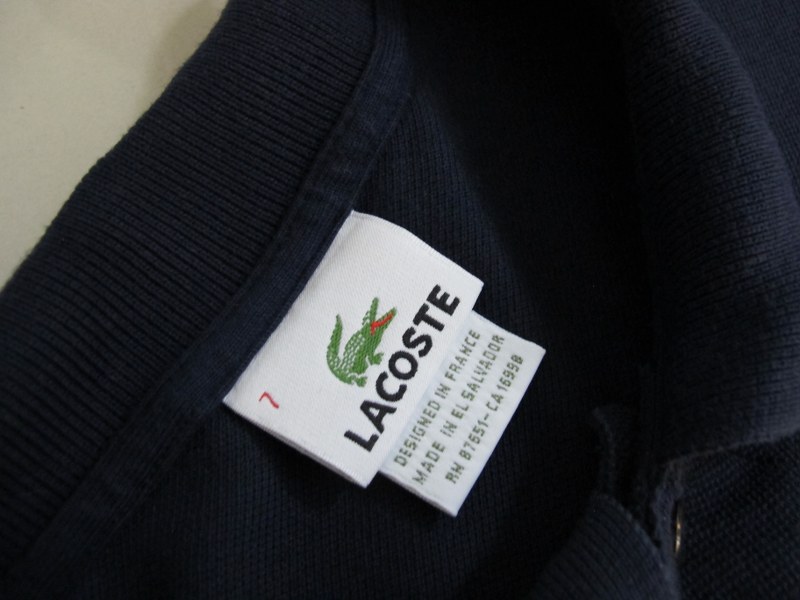 7
LACOSTE
DESIGNED IN FRANCE
MADE IN EL SALVADOR
RN 87651-CA 16998